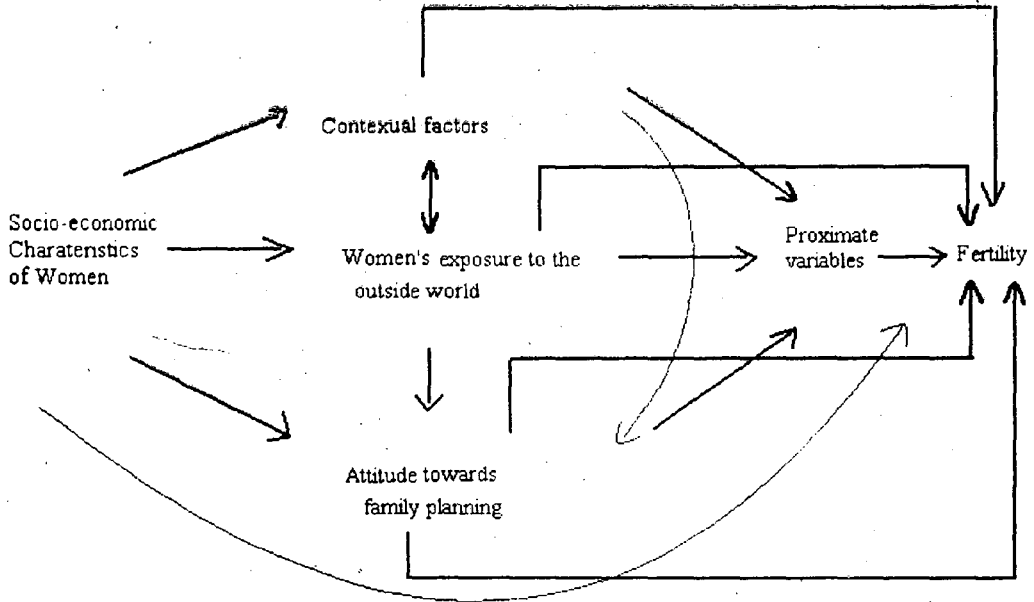 Contexual factors
Socio-economic
Charatenstics
of Women
Women's exposure to the
outside world
Proximate
variables
Fertility
Attitude towards
family planning